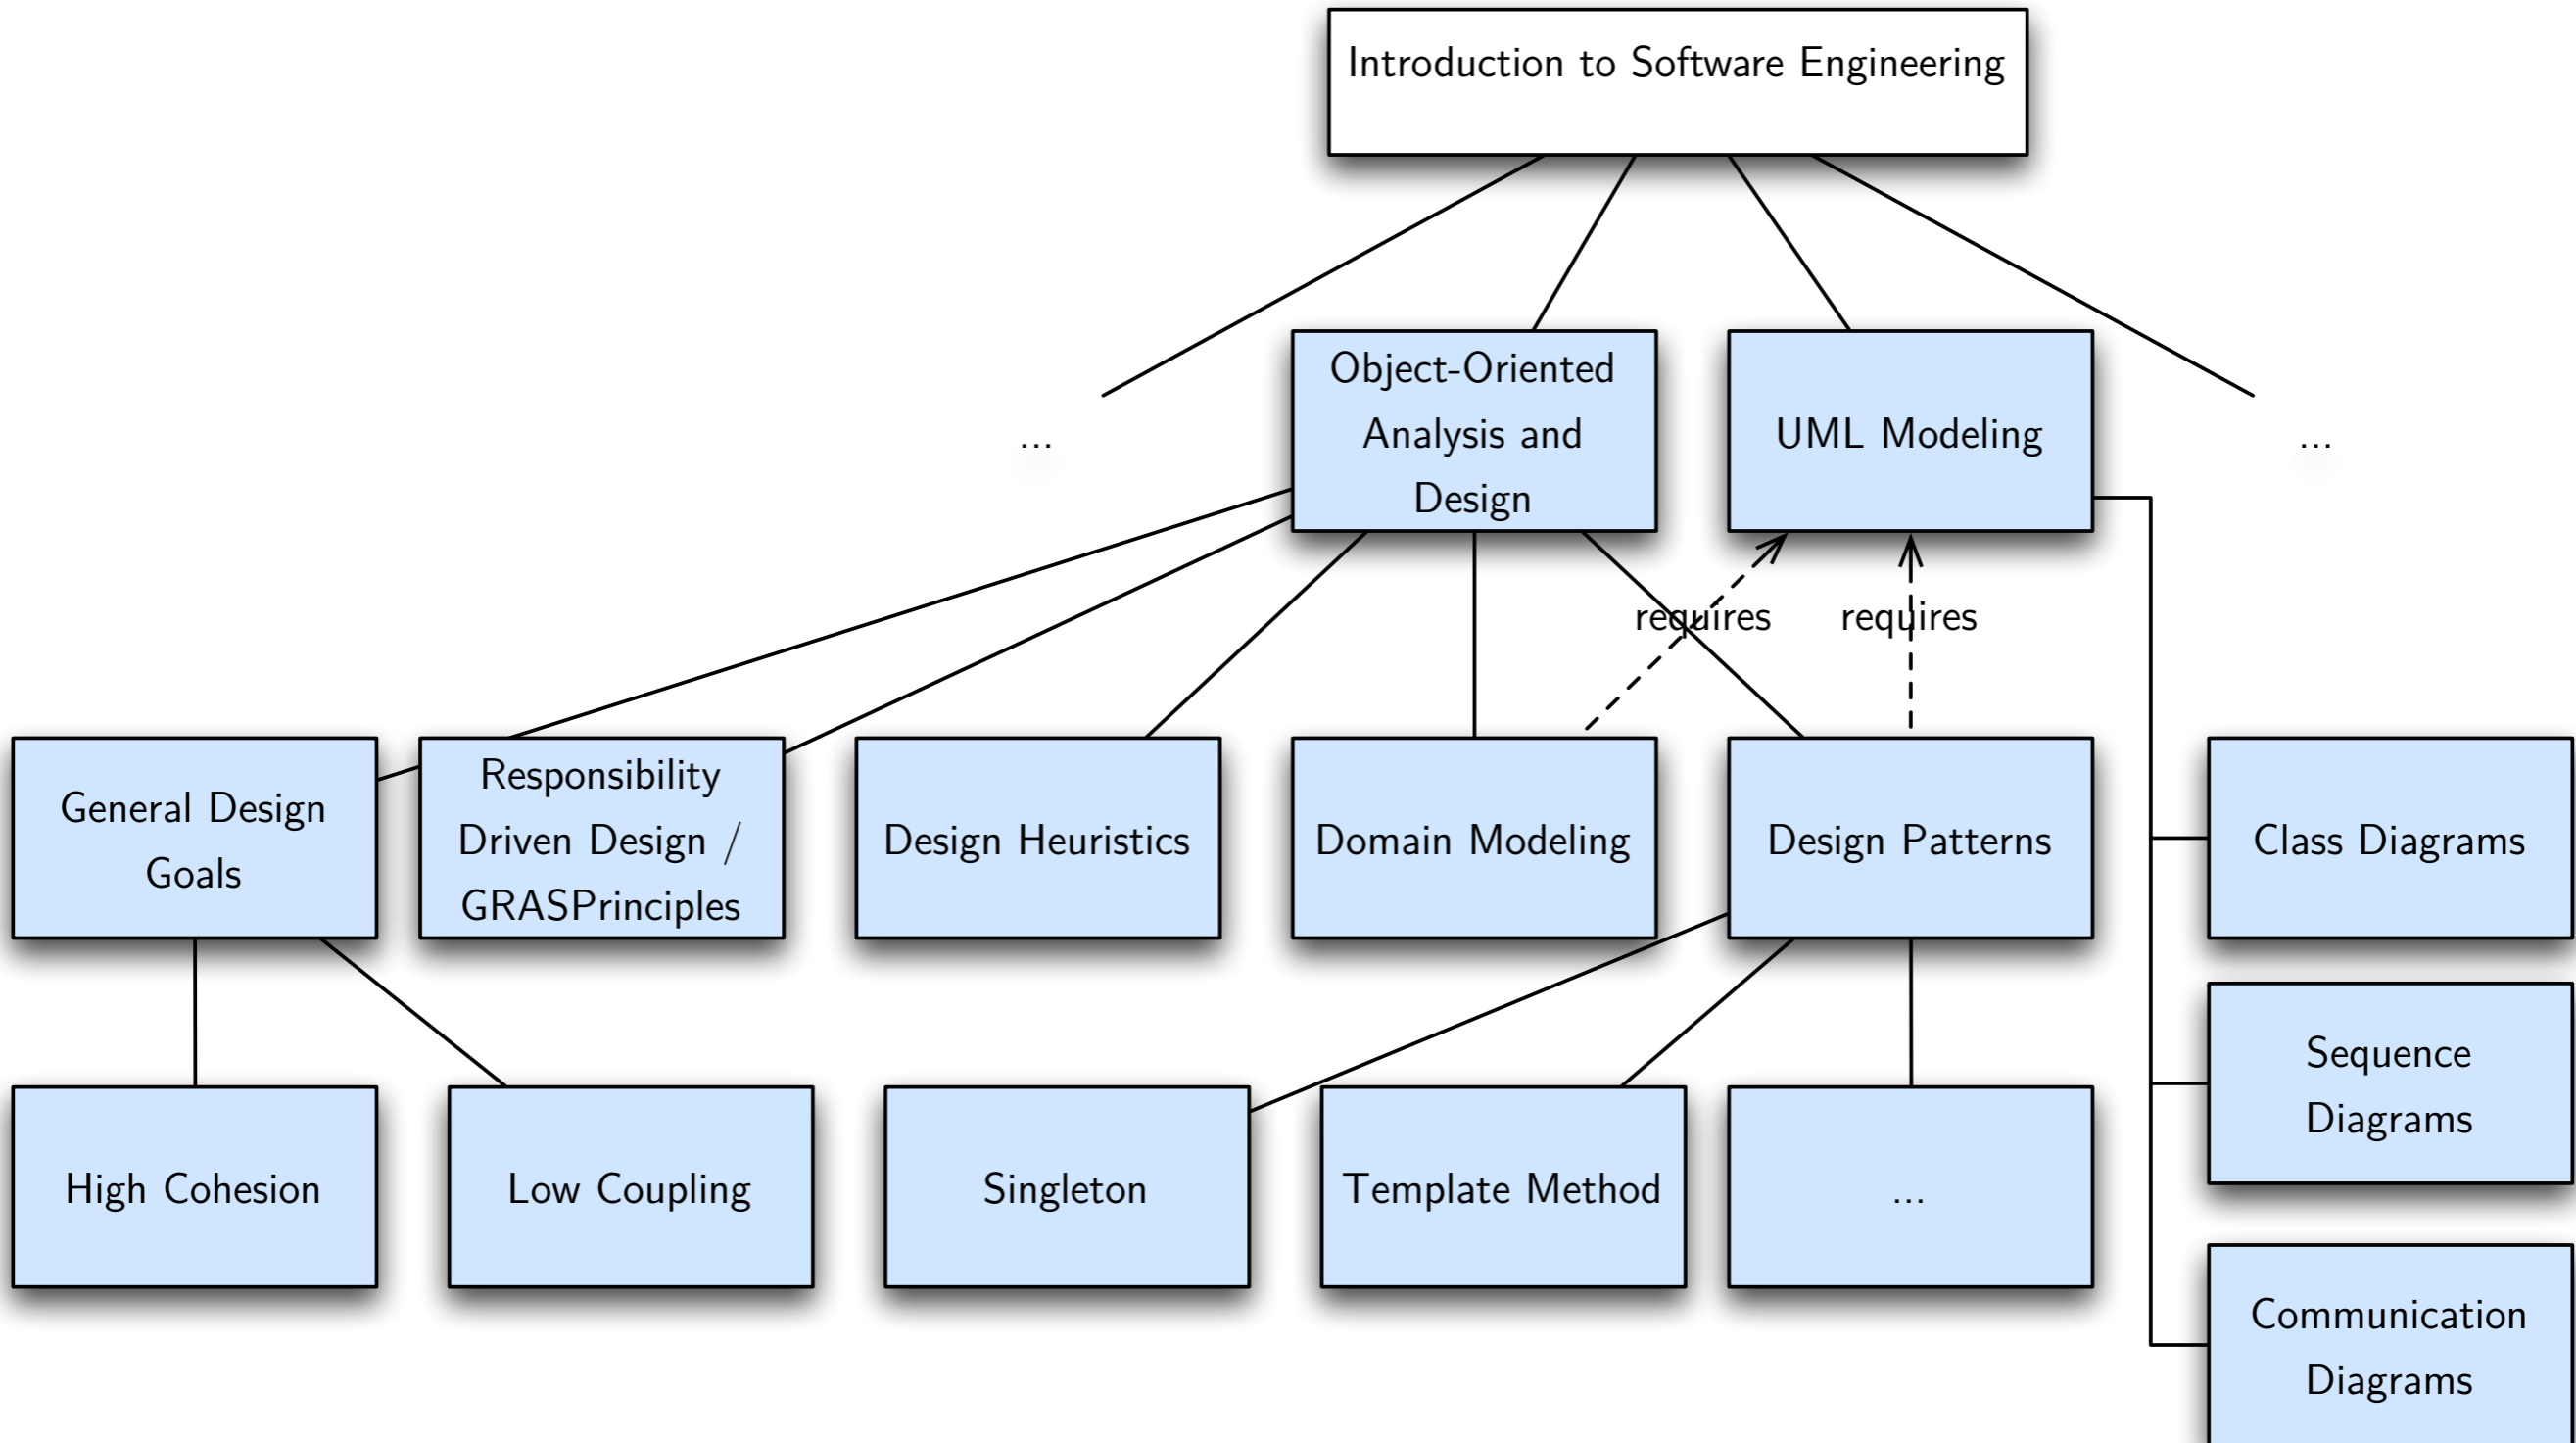 Introduction to Software Engineering
...
Object-Oriented
Analysis and
Design
UML Modeling
...
requires
requires
General Design
Goals
Responsibility
Driven Design /
GRASPrinciples
Design Heuristics
Domain Modeling
Design Patterns
Class Diagrams
Sequence
Diagrams
High Cohesion
Low Coupling
Singleton
Template Method
...
Communication
Diagrams